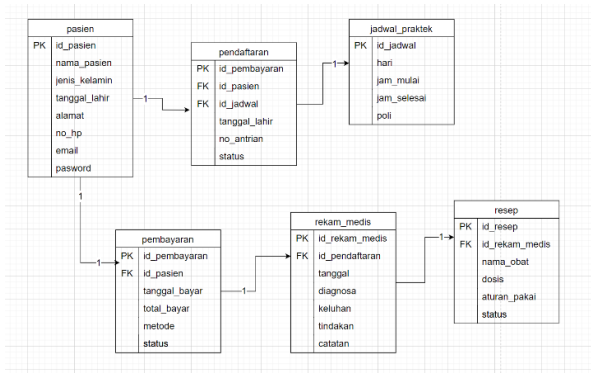 pasien
PK id_pasien
nama_pasien
jenis_kelamin
tanggal_lahir
alamat
no_hp
email
pasword
1
pendaftaran
PK id_pembayaran
FK id_pasien
FK id_jadwal
tanggal_lahir
no_antrian
status
1
jadwal_praktek
PK id_jadwal
hari
jam_mulai
jam_selesai
poli
1
1
pembayaran
PK id_pembayaran
FK id_pasien
tanggal_bayar
total_bayar
metode
status
1
rekam_medis
PK id_rekam_medis
FK id_pendaftaran
tanggal
diagnosa
keluhan
tindakan
catatan
1
resep
PK id_resep
FK id_rekam_medis
nama_obat
dosis
aturan_pakai
status